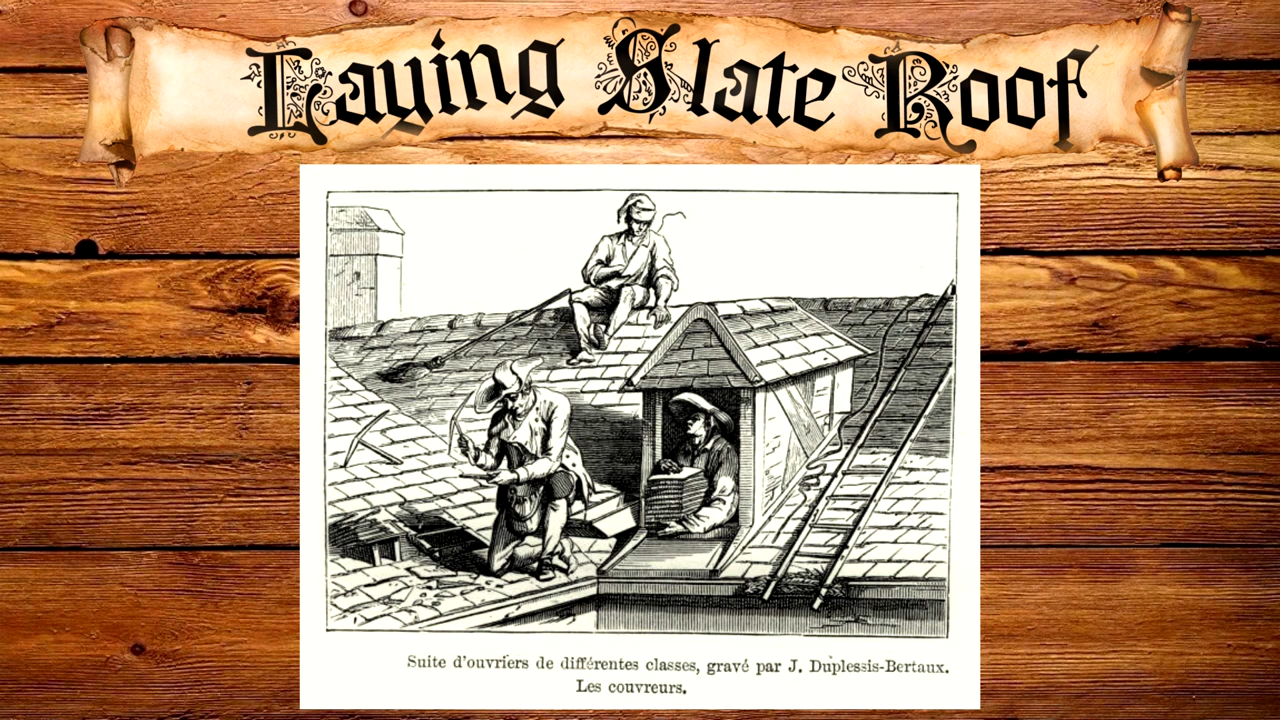 Laying Slate Roof
Suite d'ouvriers de différentes classes, gravé par J. Duplessis-Bertaux.
Les couvreurs.